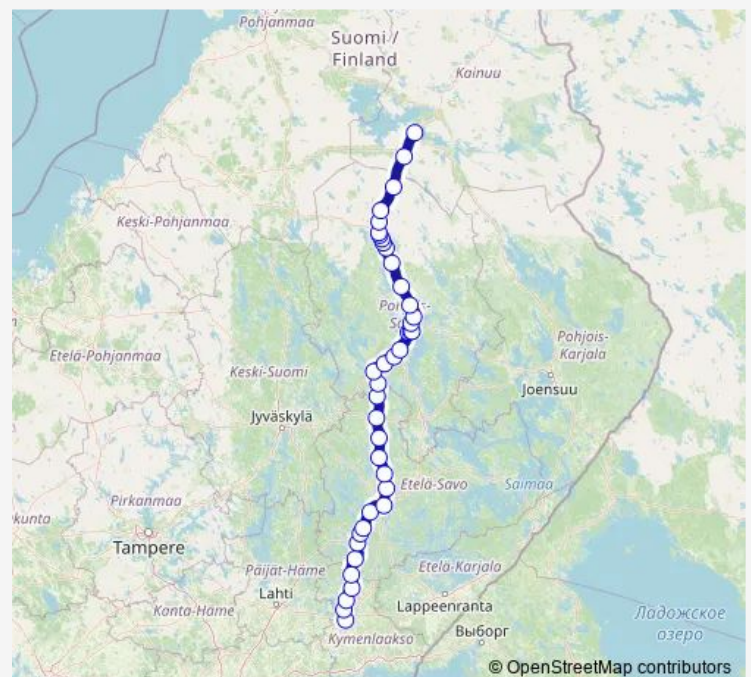 Pohjanmaa
Suomi /
Finland
Kainuu
Keski-Pohjanmaa
Etelä-Pohjanmaa
Pohjois-
Karjala
Keski-Suomi
Joensuu
Jyväskylä
Etelä-Savo
Saimaa
Pirkanmaa
Tampere
Päijät-Häme
Etelä-Karjala
Lahti
Lappeenranta
Kanta-Häme
Ладожское
озеро
Kymenlaakso
Выборг
© OpenStreetMap contributors